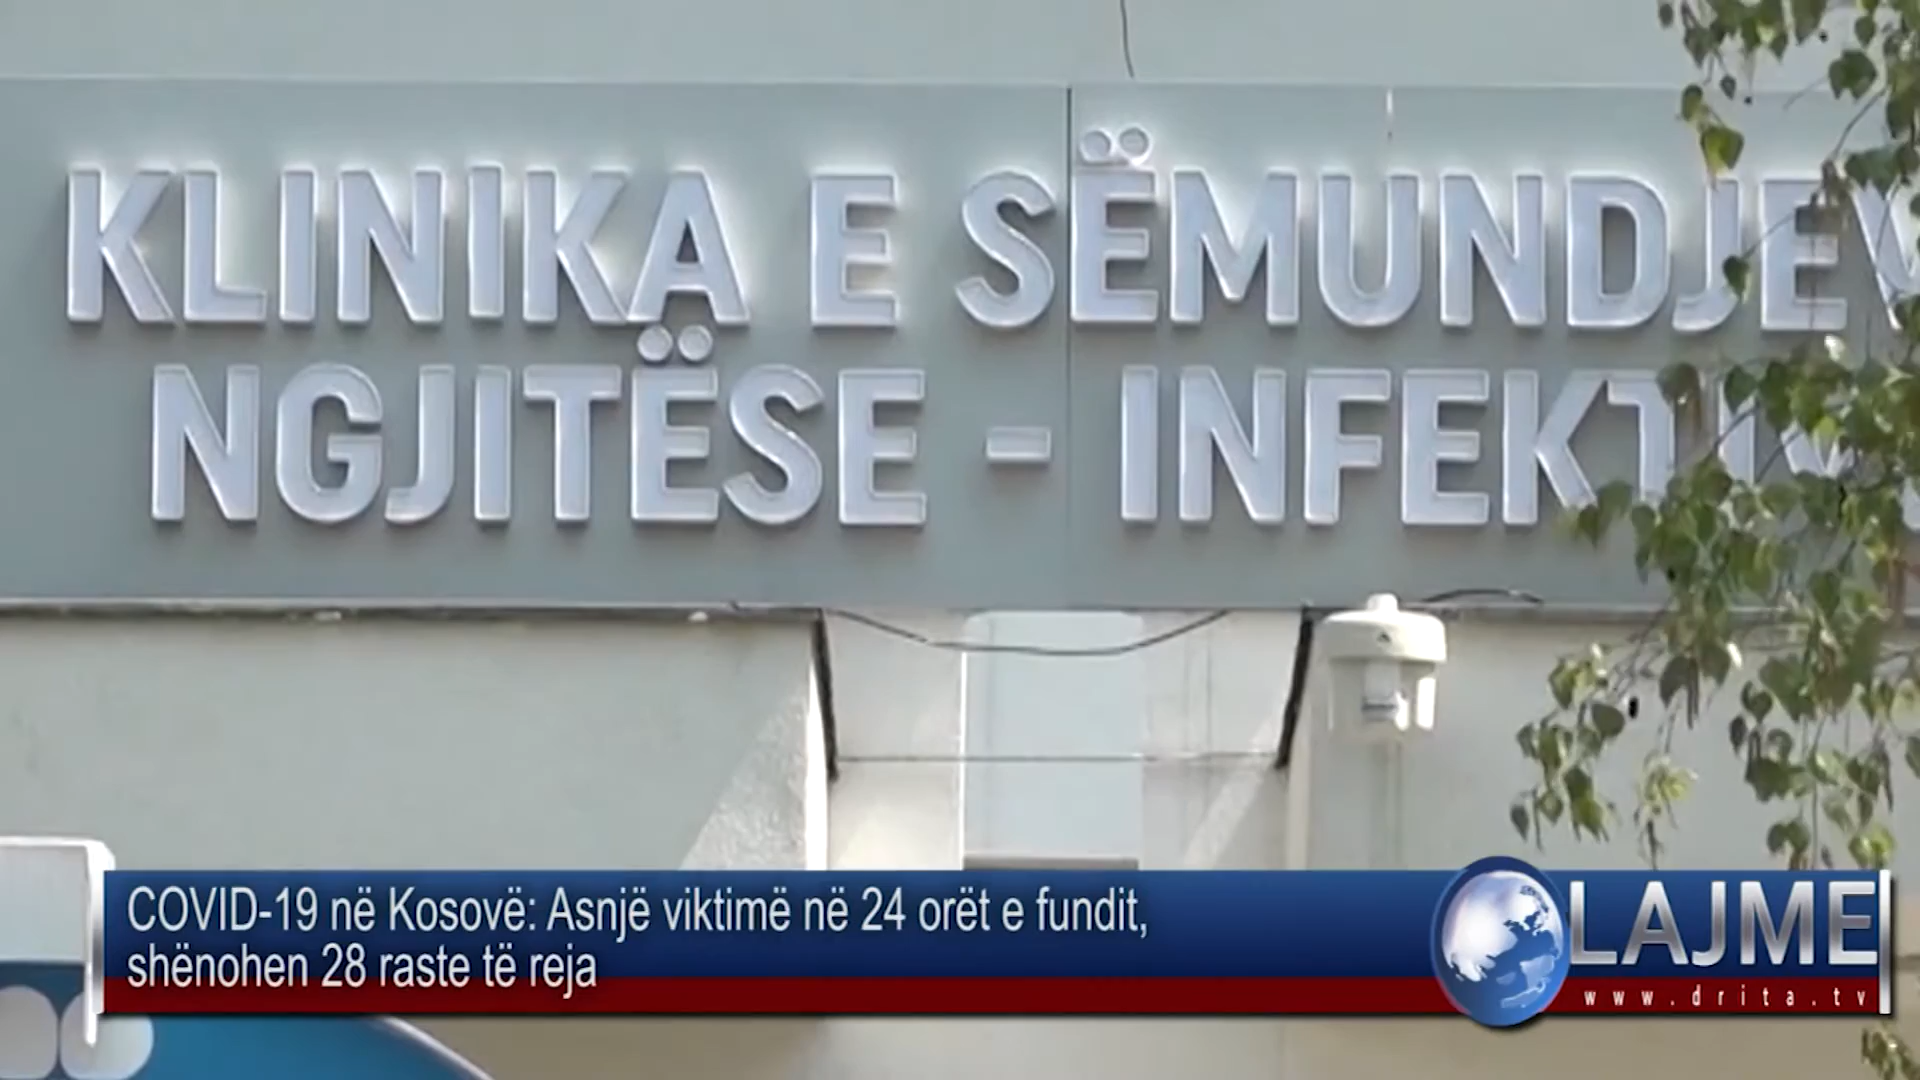 KLINIKA E SËMUNDJEV
NGJITËSE - INFEKTIV
COVID-19 në Kosovë: Asnjë viktimë në 24 orët e fundit,
shënohen 28 raste të reja
LAJME
www.drita.tv